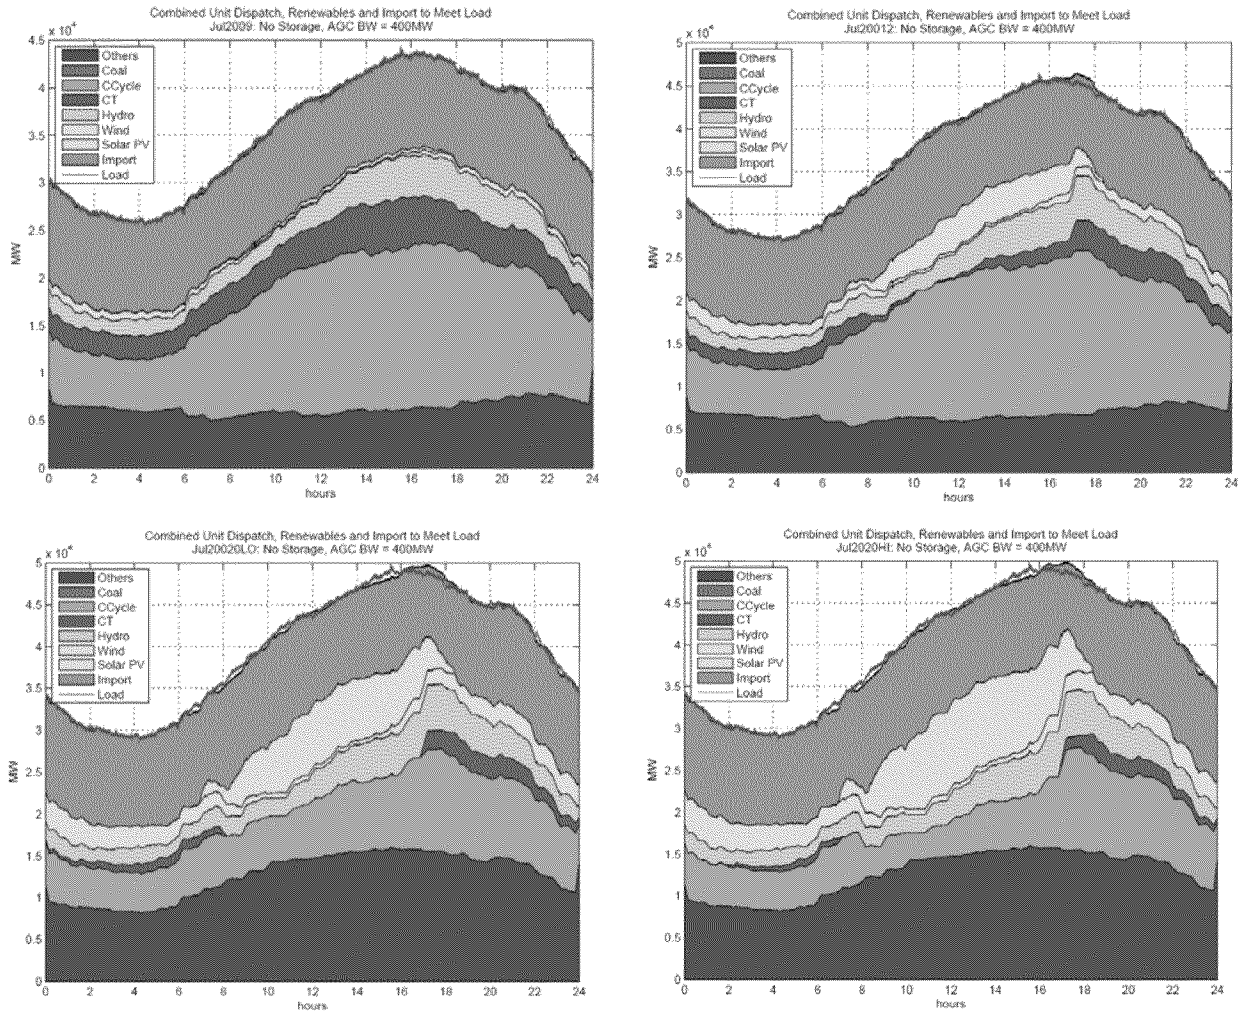 Combined Unit Dispatch, Renewables and Import to Meet Load
Jul2009: No Storage, AGC BW = 400MW
x 10⁴
4.5
4
3.5
3
2.5
2
1.5
1
0.5
0
MW
Others
Coal
CCycle
CT
Hydro
Wind
Solar PV
Import
Load
0 2 4 6 8 10 12 14 16 18 20 22 24
hours
Combined Unit Dispatch, Renewables and Import to Meet Load
Jul20012: No Storage, AGC BW = 400MW
x 10⁴
5
4.5
4
3.5
3
2.5
2
1.5
1
0.5
0
MW
Others
Coal
CCycle
CT
Hydro
Wind
Solar PV
Import
Load
0 2 4 6 8 10 12 14 16 18 20 22 24
hours
Combined Unit Dispatch, Renewables and Import to Meet Load
Jul20020LO: No Storage, AGC BW = 400MW
x 10⁴
5
4.5
4
3.5
3
2.5
2
1.5
1
0.5
0
MW
Others
Coal
CCycle
CT
Hydro
Wind
Solar PV
Import
Load
0 2 4 6 8 10 12 14 16 18 20 22 24
hours
Combined Unit Dispatch, Renewables and Import to Meet Load
Jul2020HI: No Storage, AGC BW = 400MW
x 10⁴
5
4.5
4
3.5
3
2.5
2
1.5
1
0.5
0
MW
Others
Coal
CCycle
CT
Hydro
Wind
Solar PV
Import
Load
0 2 4 6 8 10 12 14 16 18 20 22 24
hours